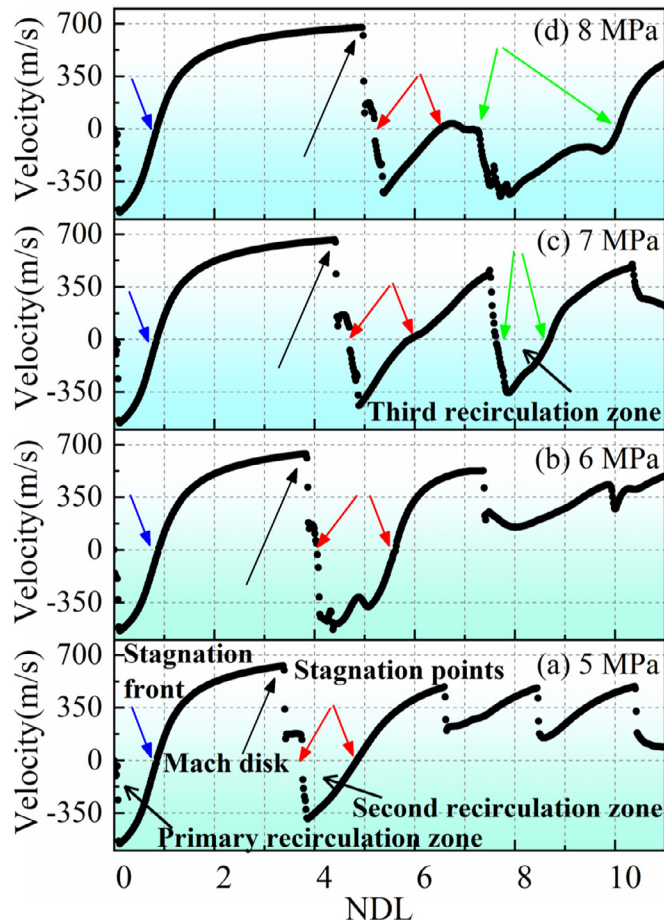 700
350
0
-350
Velocity(m/s)
(d) 8 MPa
700
350
0
-350
Velocity(m/s)
(c) 7 MPa
Third recirculation zone
700
350
0
-350
Velocity(m/s)
(b) 6 MPa
700
350
0
-350
Velocity(m/s)
(a) 5 MPa
Stagnation
front
Stagnation points
Mach disk
Second recirculation zone
Primary recirculation zone
0 2 4 6 8 10
NDL